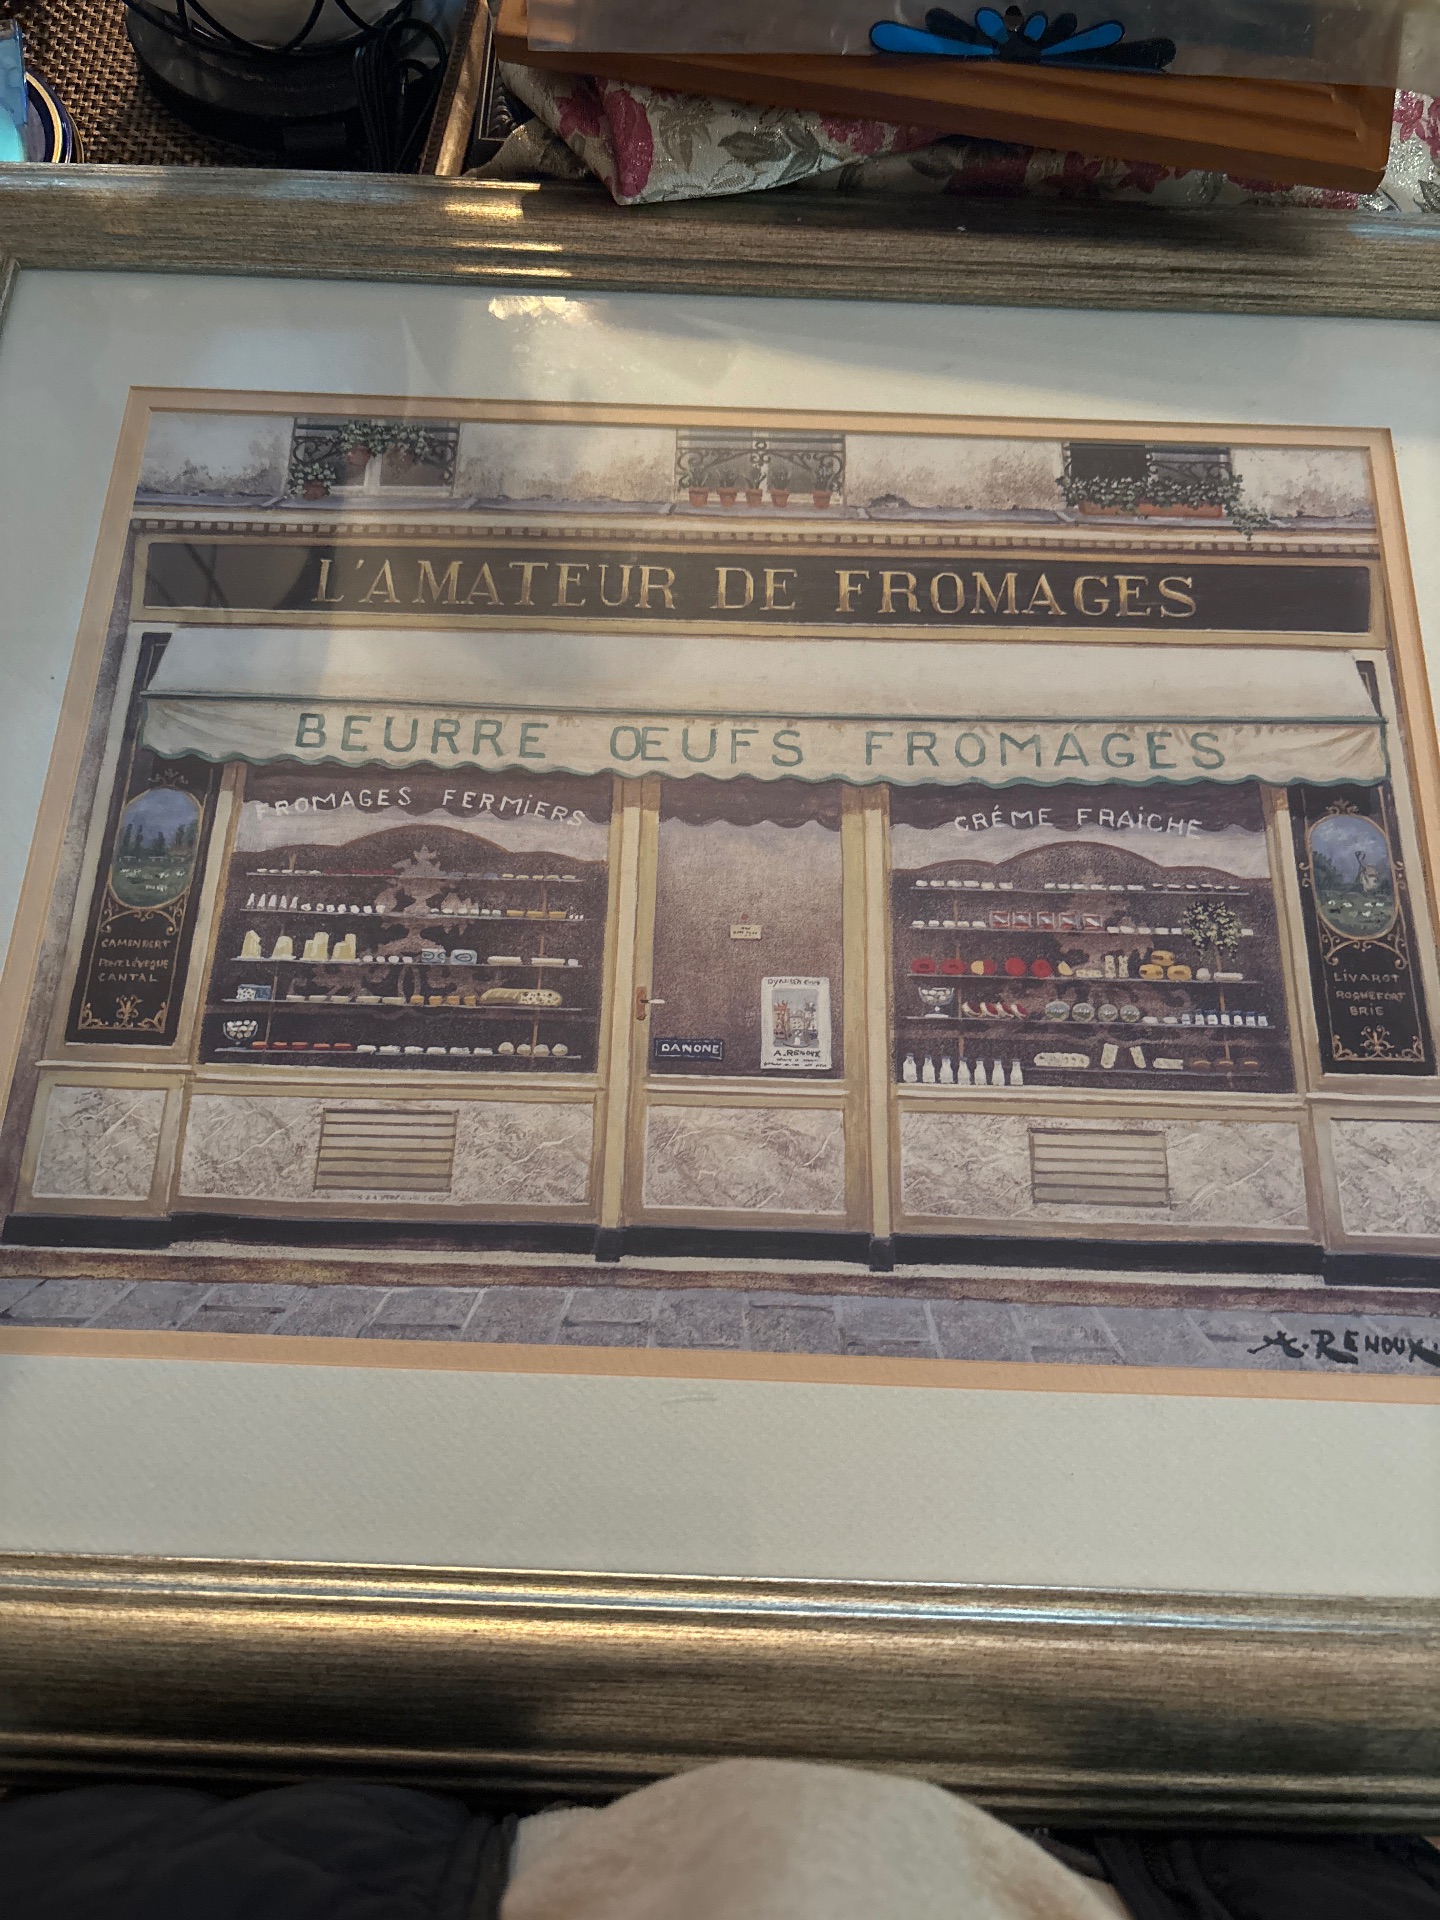 L'AMATEUR DE FROMAGES
BEURRE ŒUFS FROMAGES
FROMAGES FERMiERS
CRÉME FRAiCHE
CAMEMBERT
PONT LÉVEQUE
CANTAL
LiVAROT
ROQUEFORT
BRIE
DANONE
A. RENOUX
A. RENOUX.